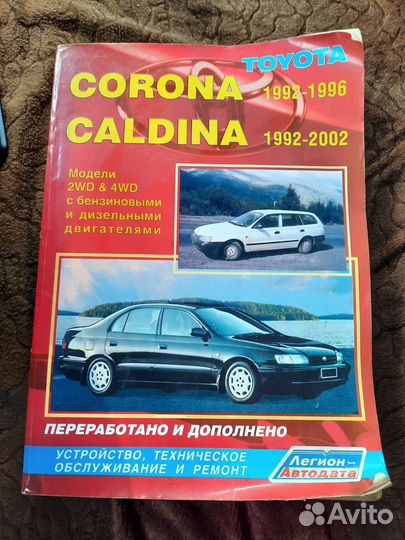 TOYOTA
CORONA 1992-1996
CALDINA 1992-2002
Модели
2WD & 4WD
с бензиновыми
и дизельными
двигателями
ПЕРЕРАБОТАНО И ДОПОЛНЕНО
УСТРОЙСТВО, ТЕХНИЧЕСКОЕ
ОБСЛУЖИВАНИЕ И РЕМОНТ
Легион-
Автодата
Avito